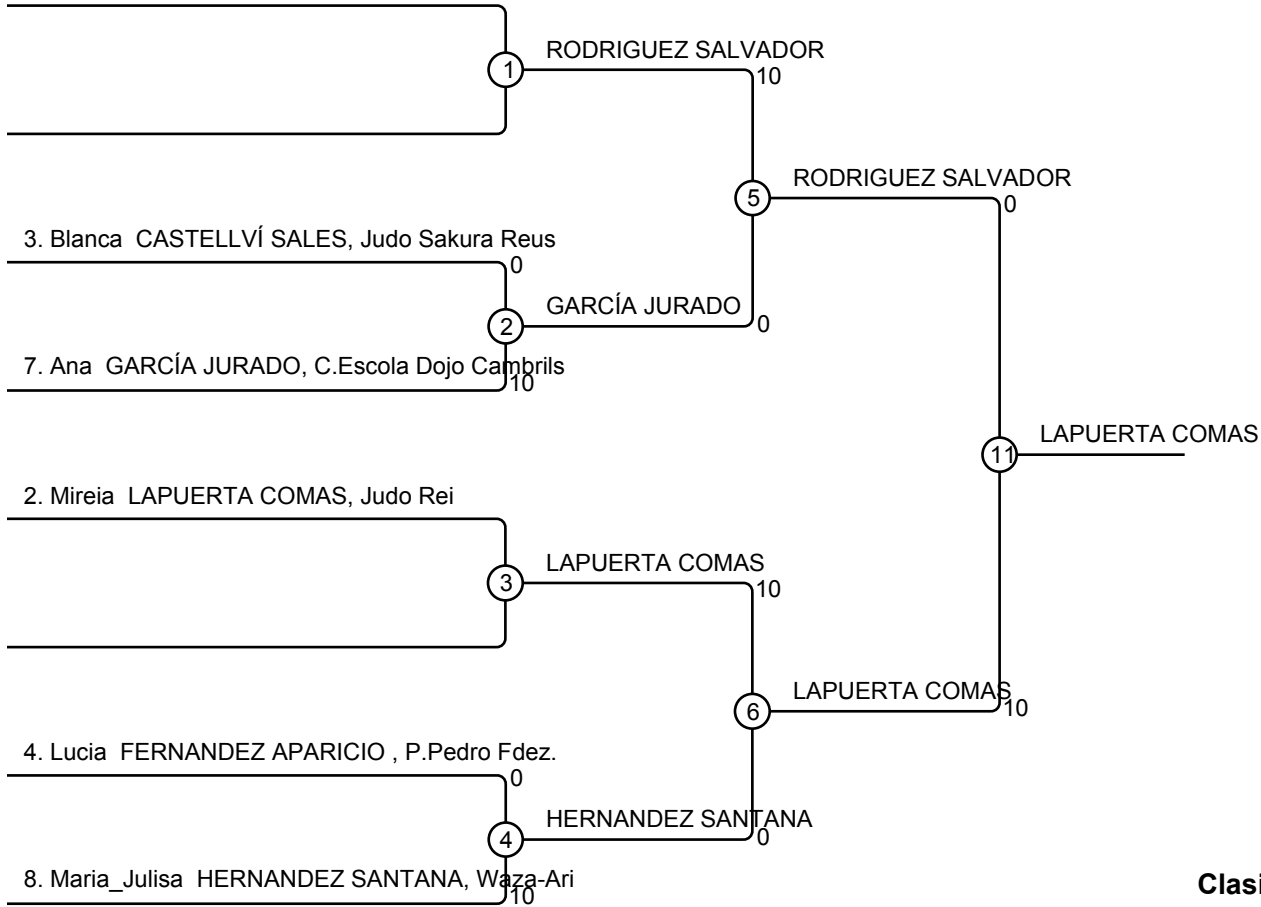 RODRIGUEZ SALVADOR
1
10
RODRIGUEZ SALVADOR
5
0
3. Blanca CASTELLVÍ SALES, Judo Sakura Reus
0
GARCÍA JURADO
2
0
7. Ana GARCÍA JURADO, C.Escola Dojo Cambrils
10
LAPUERTA COMAS
11
2. Mireia LAPUERTA COMAS, Judo Rei
LAPUERTA COMAS
3
10
LAPUERTA COMAS
6
10
4. Lucia FERNANDEZ APARICIO , P.Pedro Fdez.
0
HERNANDEZ SANTANA
4
0
8. Maria_Julisa HERNANDEZ SANTANA, Waza-Ari
10
Clasi